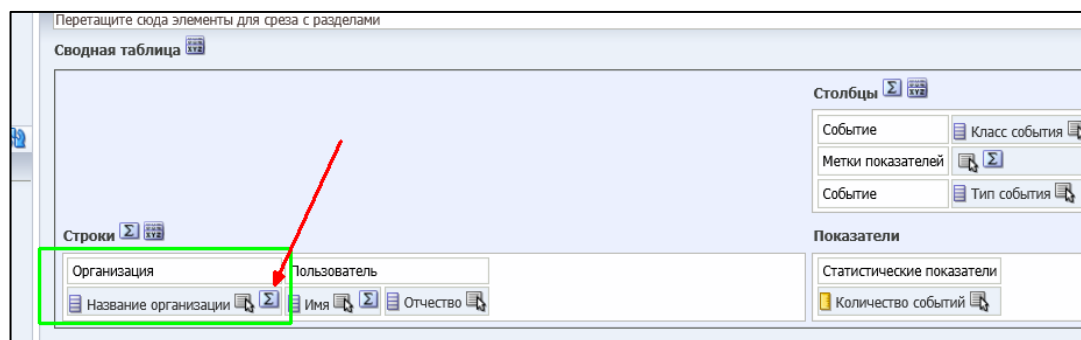 Перетащите сюда элементы для среза с разделами
Сводная таблица
Столбцы
Событие Класс события
Метки показателей
Событие Тип события
Строки
Организация Пользователь
Название организации Имя Отчество
Показатели
Статистические показатели
Количество событий